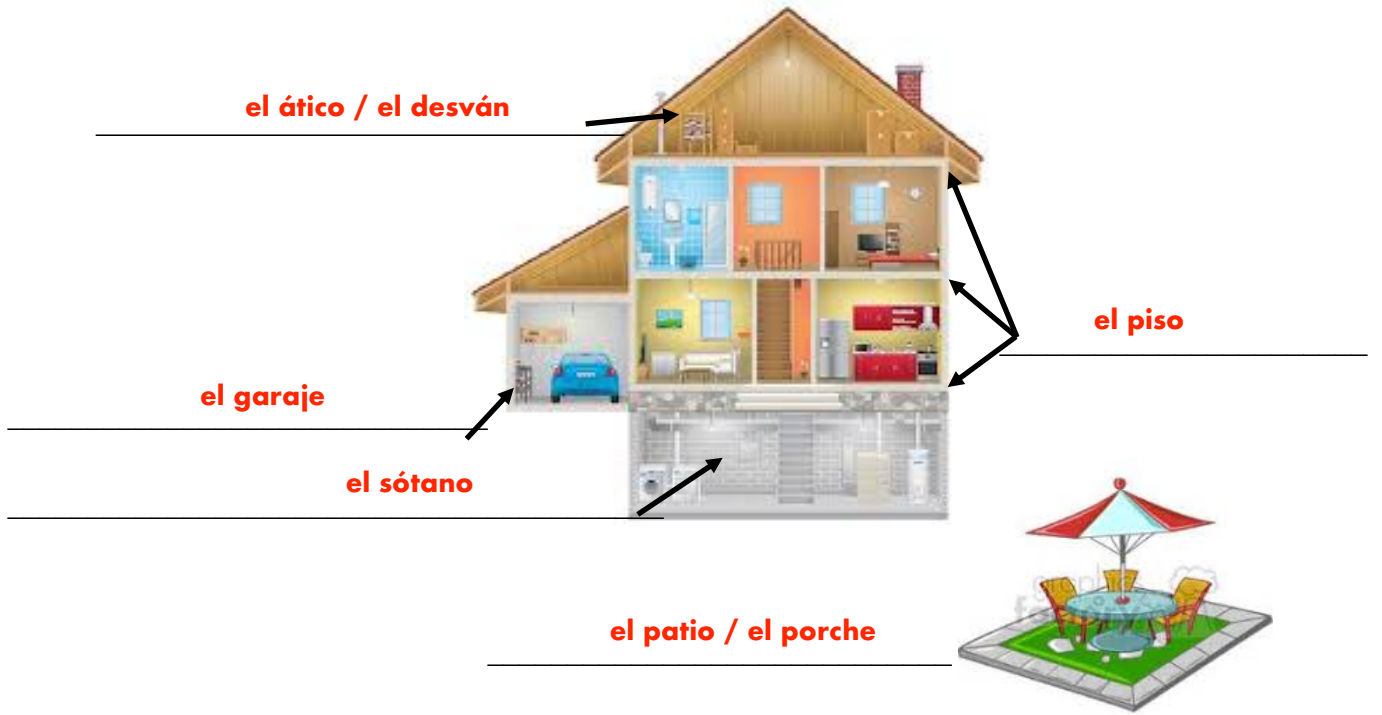 el ático / el desván
el piso
el garaje
el sótano
el patio / el porche